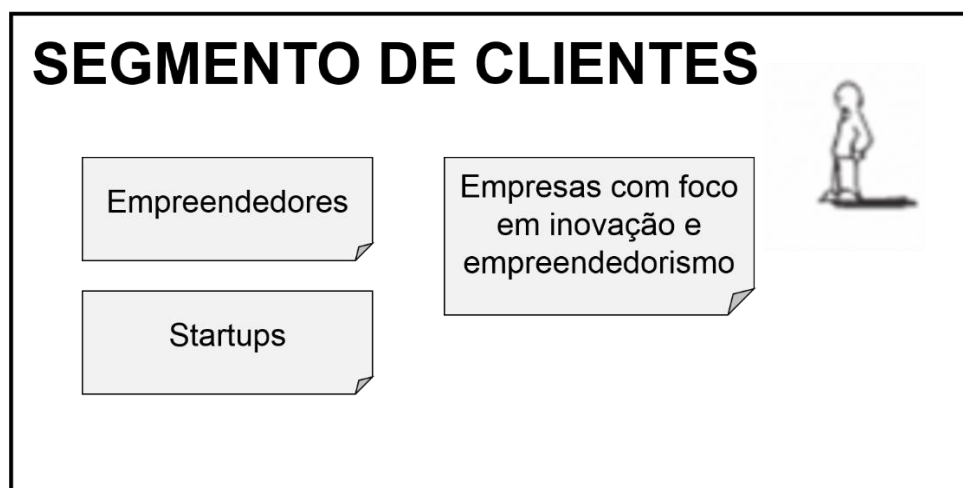 SEGMENTO DE CLIENTES
Empreendedores
Startups
Empresas com foco
em inovação e
empreendedorismo